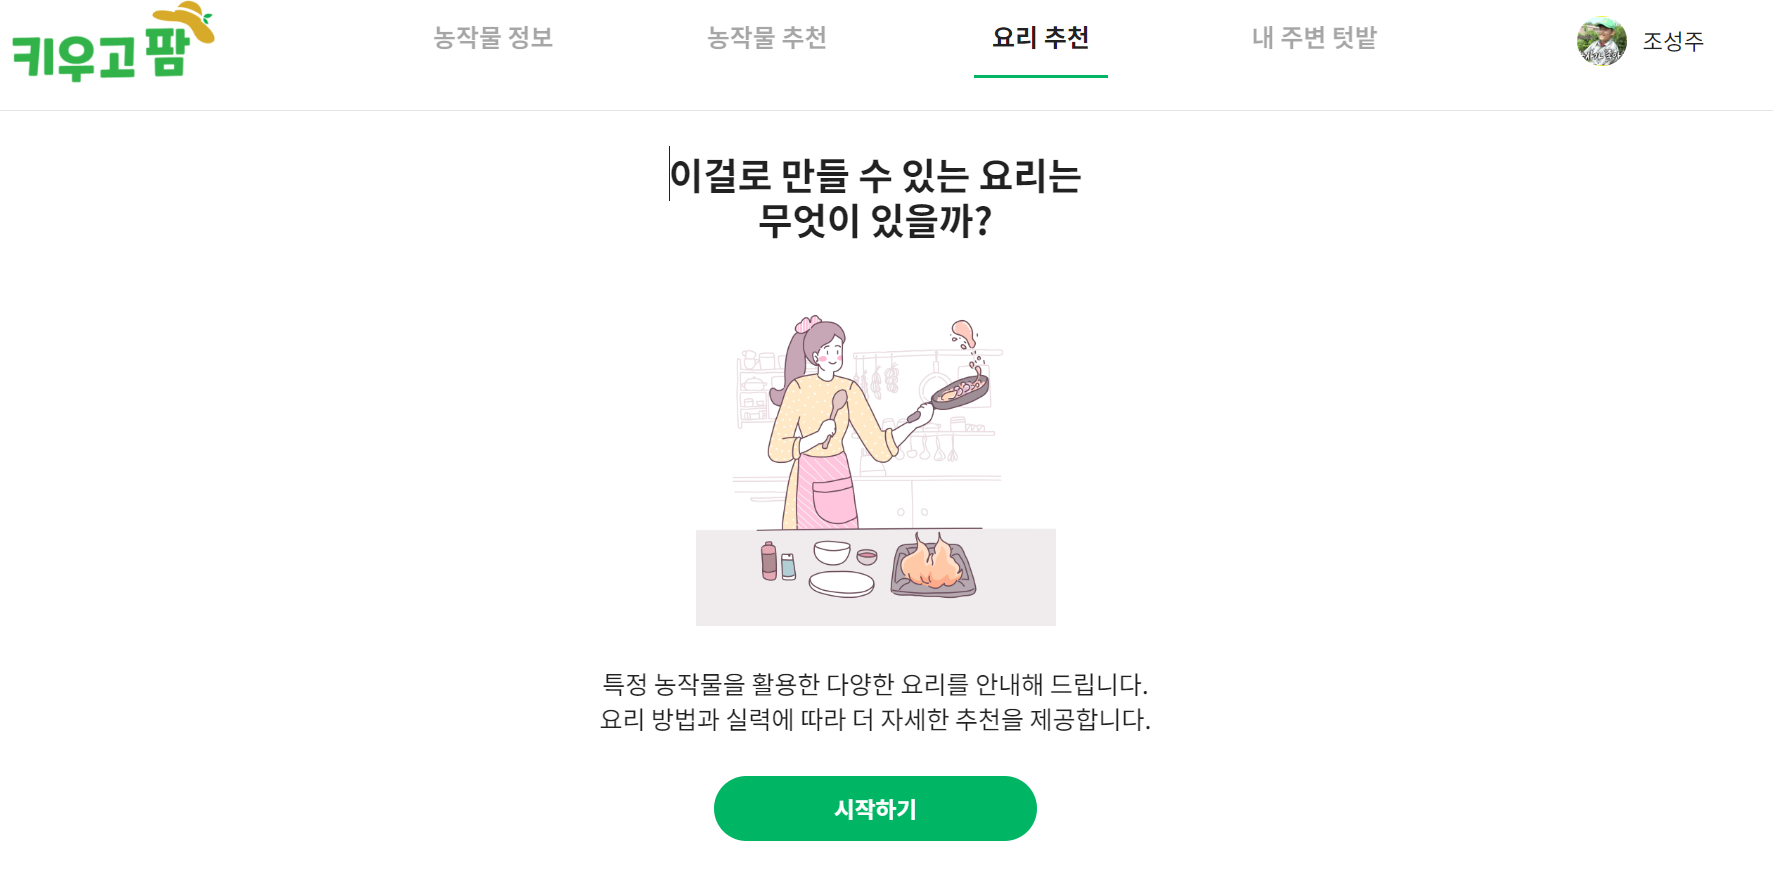 키우고 팜
농작물 정보
농작물 추천
요리 추천
내 주변 텃밭
조성주
이걸로 만들 수 있는 요리는
무엇이 있을까?
특정 농작물을 활용한 다양한 요리를 안내해 드립니다.
요리 방법과 실력에 따라 더 자세한 추천을 제공합니다.
시작하기